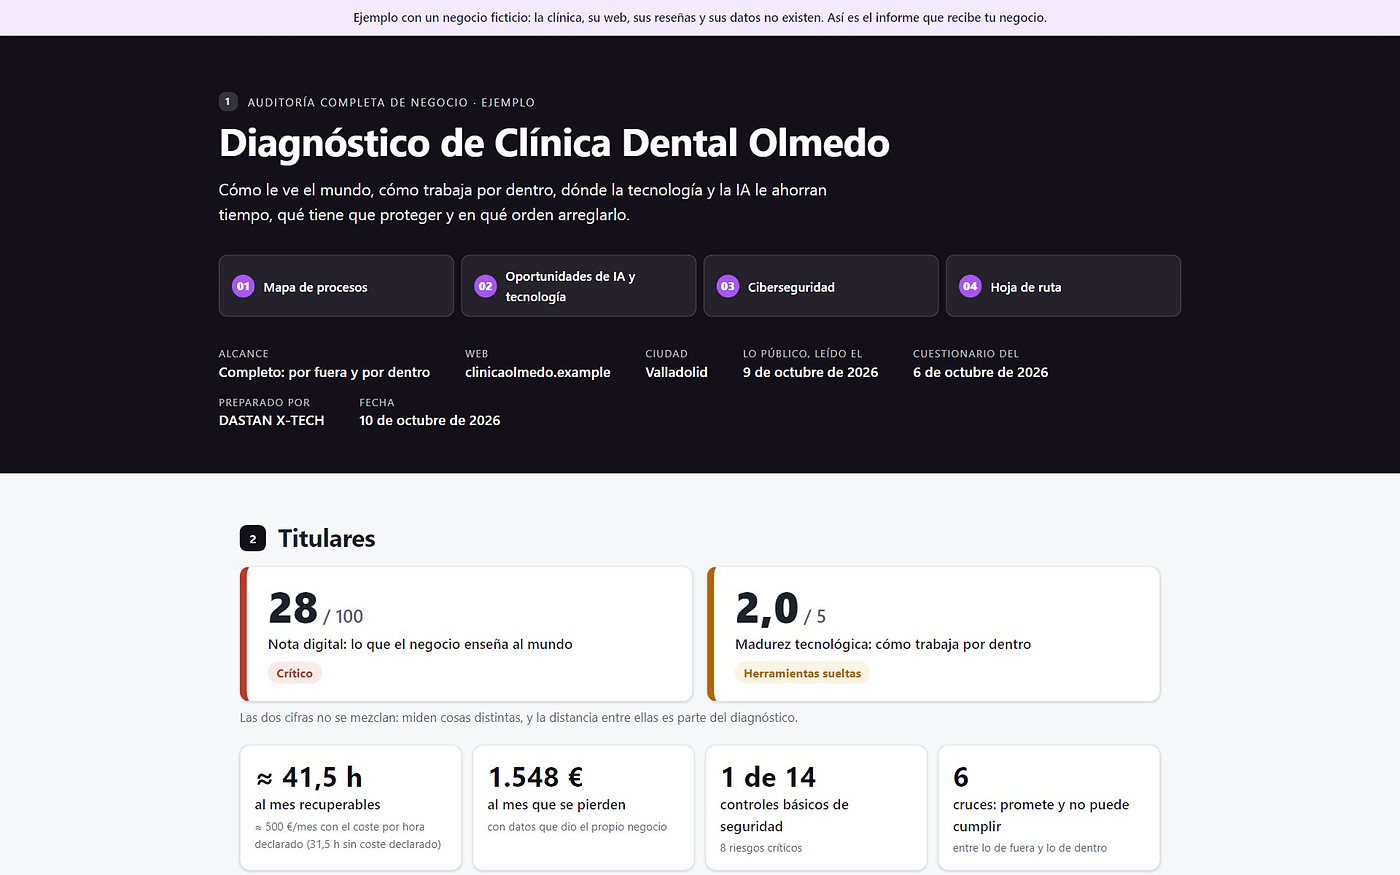 Ejemplo con un negocio ficticio: la clínica, su web, sus reseñas y sus datos no existen. Así es el informe que recibe tu negocio.
1 AUDITORÍA COMPLETA DE NEGOCIO · EJEMPLO
Diagnóstico de Clínica Dental Olmedo
Cómo le ve el mundo, cómo trabaja por dentro, dónde la tecnología y la IA le ahorran
tiempo, qué tiene que proteger y en qué orden arreglarlo.
01 Mapa de procesos
02 Oportunidades de IA y
tecnología
03 Ciberseguridad
04 Hoja de ruta
ALCANCE
Completo: por fuera y por dentro
WEB
clinicaolmedo.example
CIUDAD
Valladolid
LO PÚBLICO, LEÍDO EL
9 de octubre de 2026
CUESTIONARIO DEL
6 de octubre de 2026
PREPARADO POR
DASTAN X-TECH
FECHA
10 de octubre de 2026
2 Titulares
28 / 100
Nota digital: lo que el negocio enseña al mundo
Crítico
2,0 / 5
Madurez tecnológica: cómo trabaja por dentro
Herramientas sueltas
Las dos cifras no se mezclan: miden cosas distintas, y la distancia entre ellas es parte del diagnóstico.
≈ 41,5 h
al mes recuperables
≈ 500 €/mes con el coste por hora
declarado (31,5 h sin coste declarado)
1.548 €
al mes que se pierden
con datos que dio el propio negocio
1 de 14
controles básicos de
seguridad
8 riesgos críticos
6
cruces: promete y no puede
cumplir
entre lo de fuera y lo de dentro